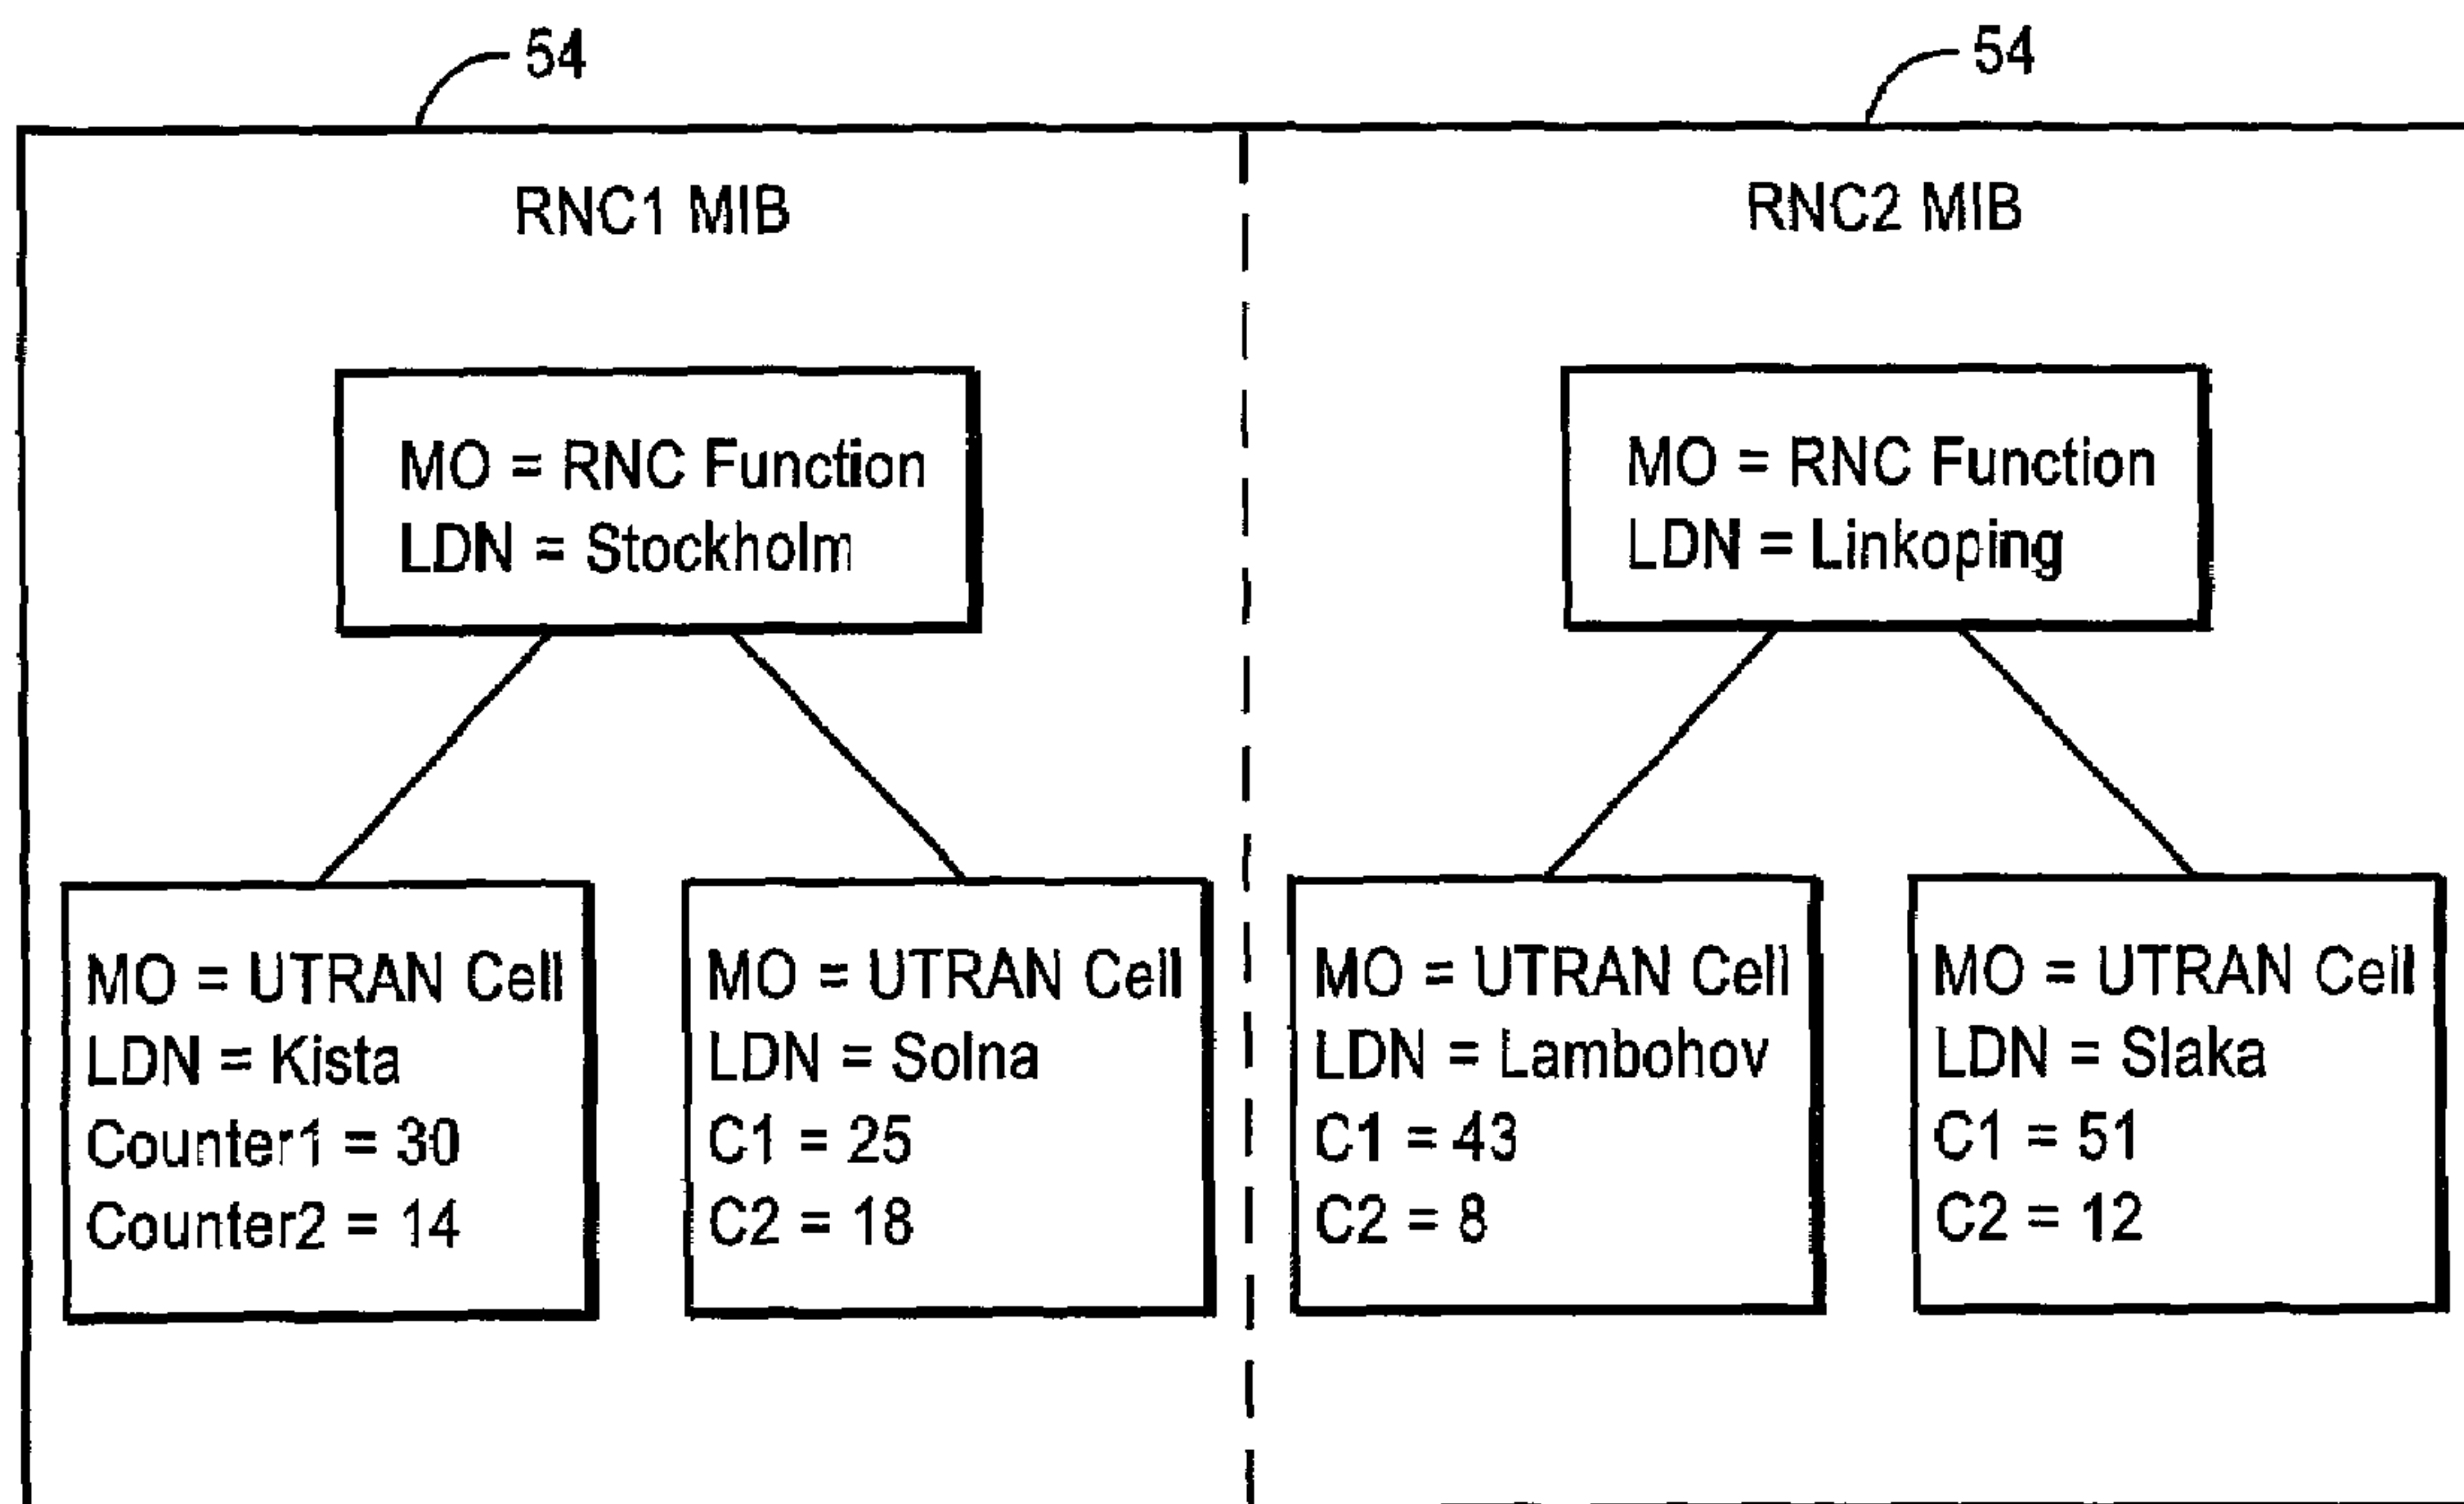 54
54
RNC1 MIB
RNC2 MIB
MO = RNC Function
LDN = Stockholm
MO = RNC Function
LDN = Linkoping
MO = UTRAN Cell
LDN = Kista
Counter1 = 30
Counter2 = 14
MO = UTRAN Cell
LDN = Solna
C1 = 25
C2 = 18
MO = UTRAN Cell
LDN = Lambohov
C1 = 43
C2 = 8
MO = UTRAN Cell
LDN = Slaka
C1 = 51
C2 = 12